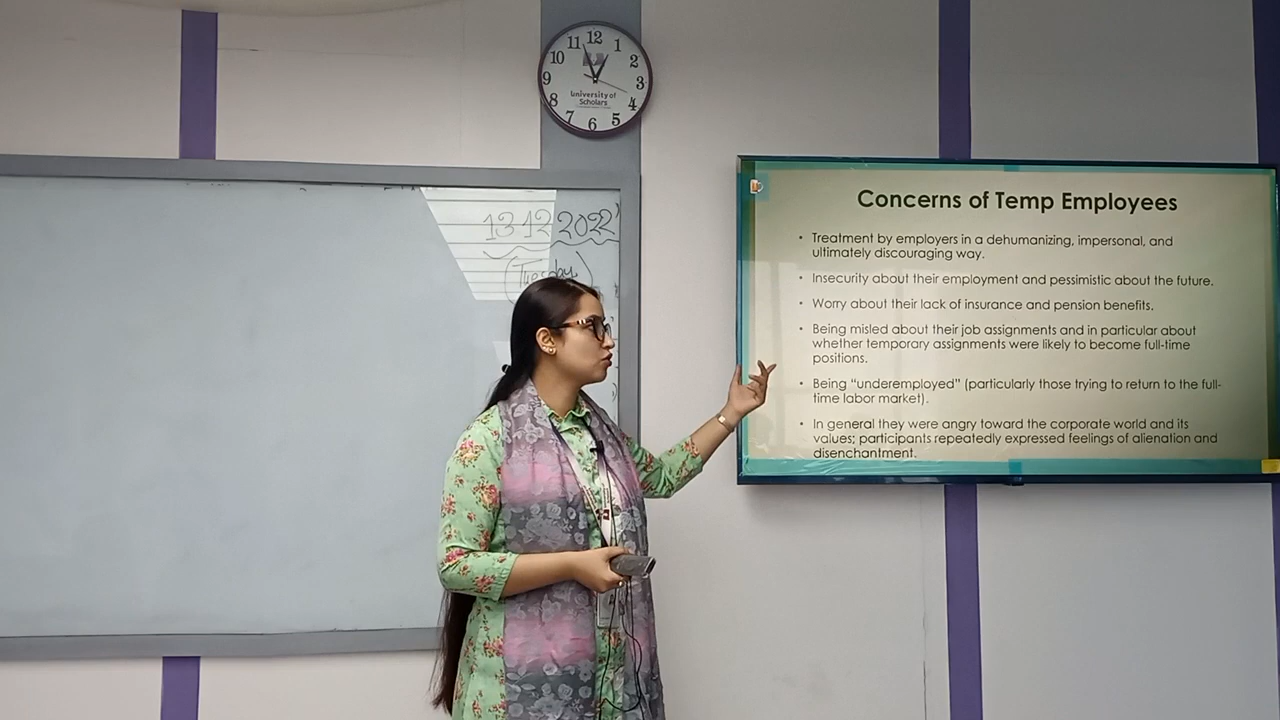 12
11
1
10
2
9
3
8
4
7
5
6
University of
Scholars
13.12.2022
(Tuesday)
Concerns of Temp Employees
• Treatment by employers in a dehumanizing, impersonal, and
ultimately discouraging way.
• Insecurity about their employment and pessimistic about the future.
• Worry about their lack of insurance and pension benefits.
• Being misled about their job assignments and in particular about
whether temporary assignments were likely to become full-time
positions.
• Being “underemployed” (particularly those trying to return to the full-
time labor market).
• In general they were angry toward the corporate world and its
values; participants repeatedly expressed feelings of alienation and
disenchantment.